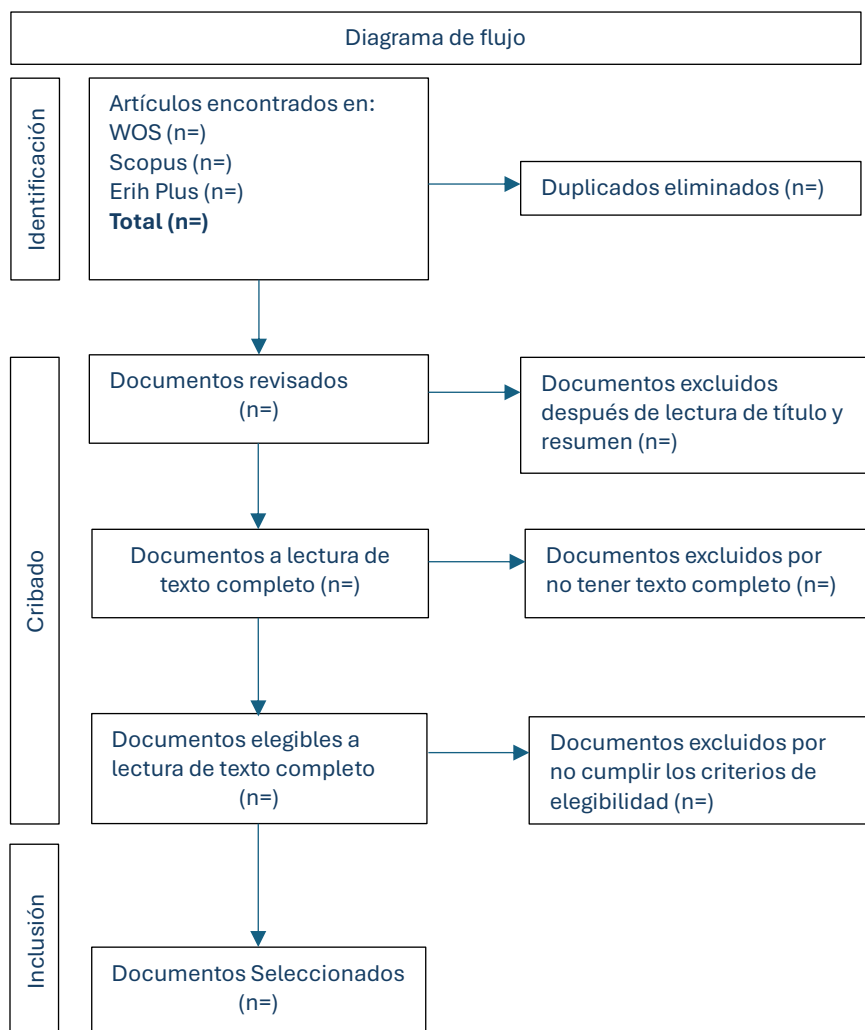 Diagrama de flujo
Identificación
Artículos encontrados en:
WOS (n=)
Scopus (n=)
Erih Plus (n=)
Total (n=)
Duplicados eliminados (n=)
Cribado
Documentos revisados
(n=)
Documentos excluidos
después de lectura de título y
resumen (n=)
Documentos a lectura de
texto completo (n=)
Documentos excluidos por
no tener texto completo (n=)
Documentos elegibles a
lectura de texto completo
(n=)
Documentos excluidos por
no cumplir los criterios de
elegibilidad (n=)
Inclusión
Documentos Seleccionados
(n=)